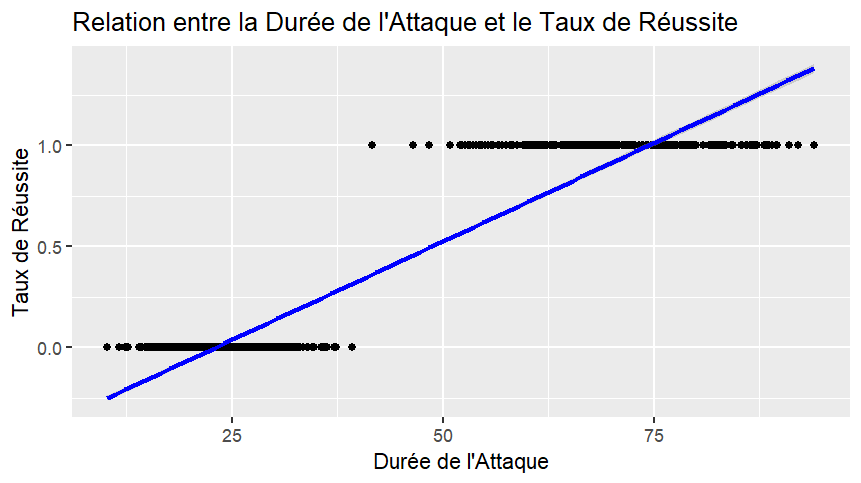 Relation entre la Durée de l'Attaque et le Taux de Réussite
Taux de Réussite
1.0
0.5
0.0
25
50
75
Durée de l'Attaque